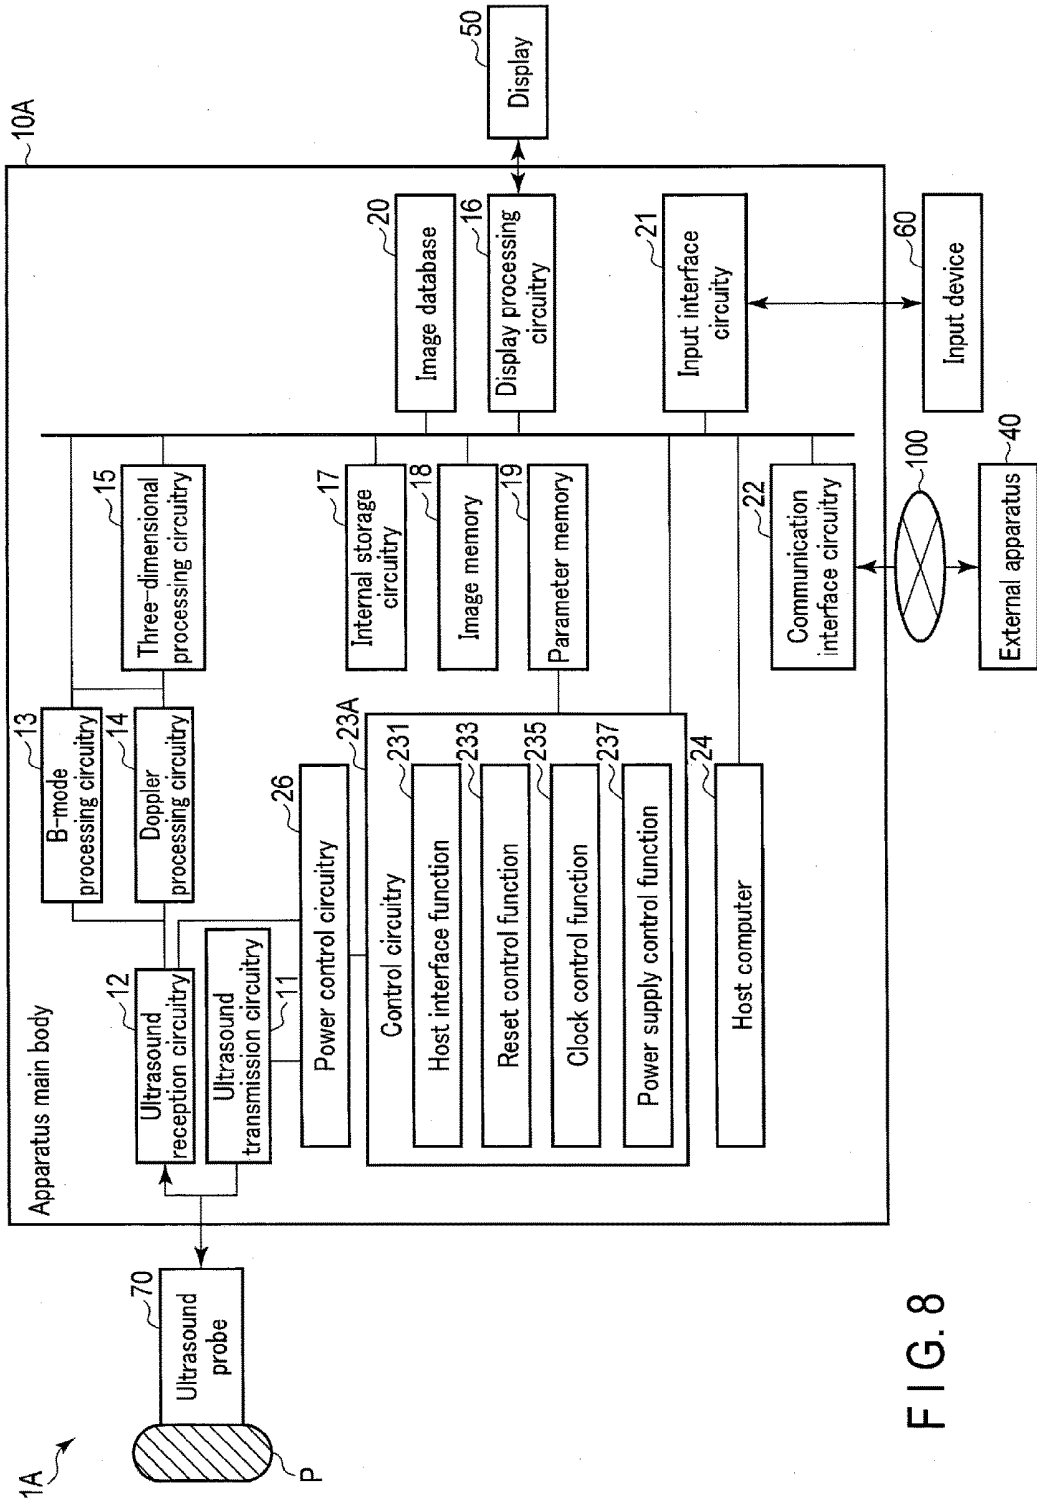 1A
P
70
Ultrasound
probe
10A
Apparatus main body
12
Ultrasound
reception circuitry
Ultrasound
transmission circuitry
11
13
B-mode
processing circuitry
14
Doppler
processing circuitry
15
Three-dimensional
processing circuitry
26
Power control circuitry
23A
Control circuitry
231
Host interface function
233
Reset control function
235
Clock control function
237
Power supply control function
24
Host computer
17
Internal storage
circuitry
18
Image memory
19
Parameter memory
22
Communication
interface circuitry
20
Image database
16
Display processing
circuitry
21
Input interface
circuity
50
Display
60
Input device
100
40
External apparatus
FIG. 8